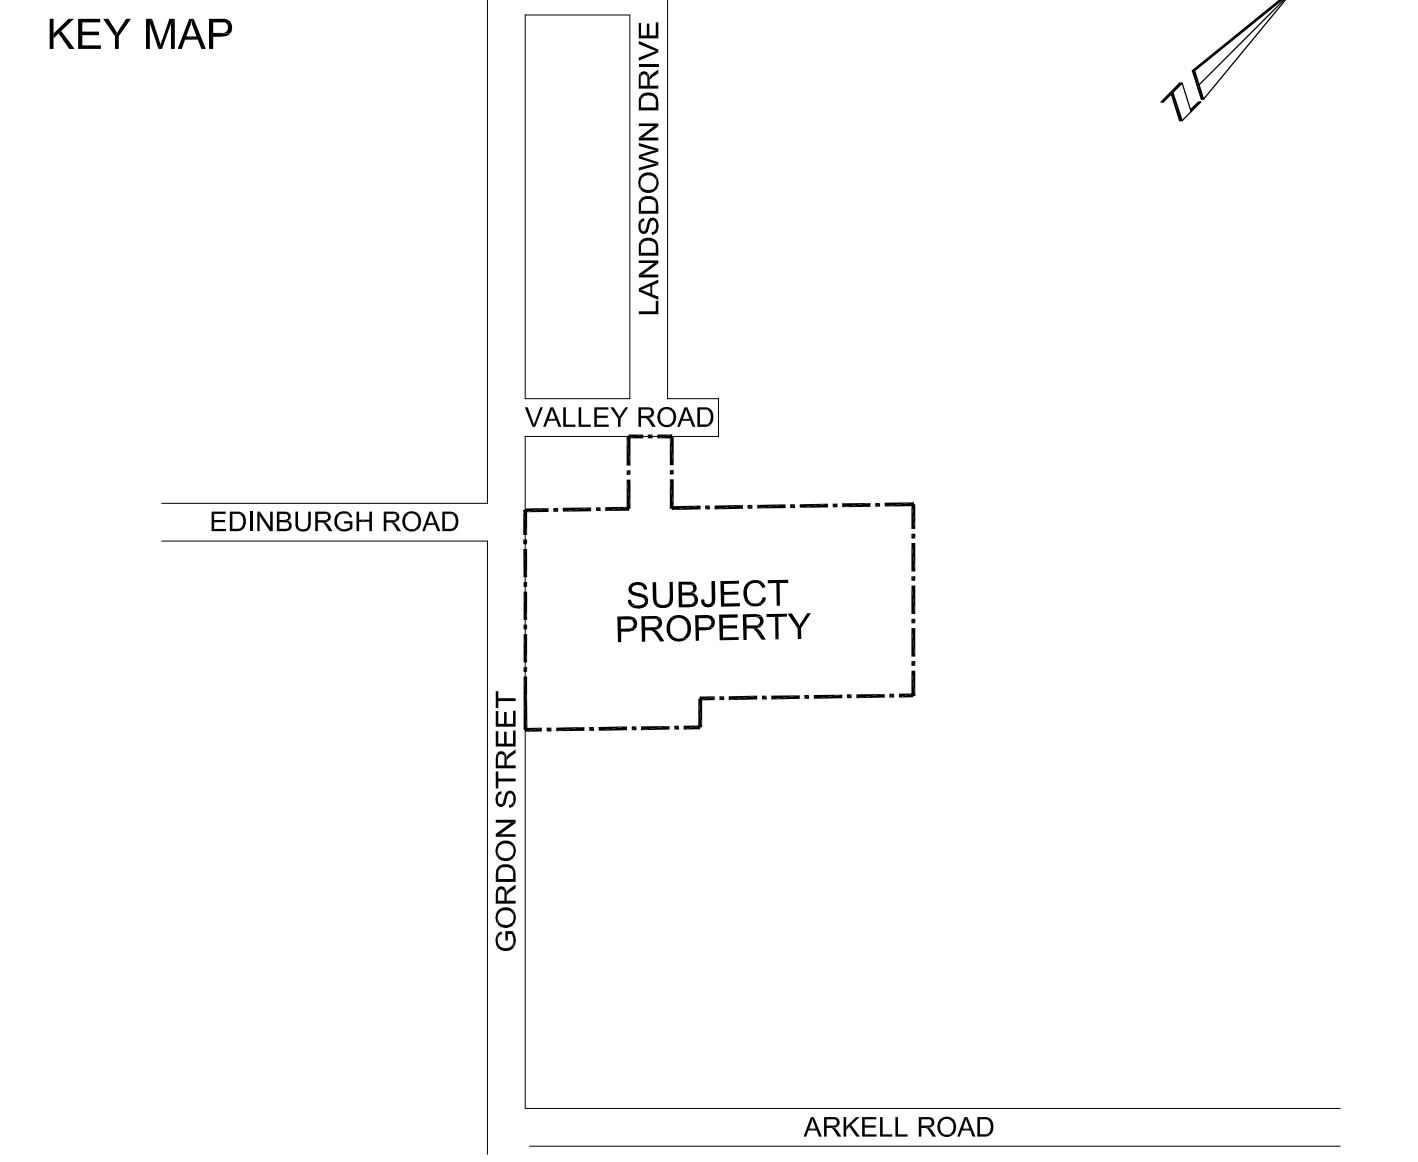 KEY MAP
LANDSDOWN DRIVE
Z
VALLEY ROAD
EDINBURGH ROAD
SUBJECT
PROPERTY
GORDON STREET
ARKELL ROAD